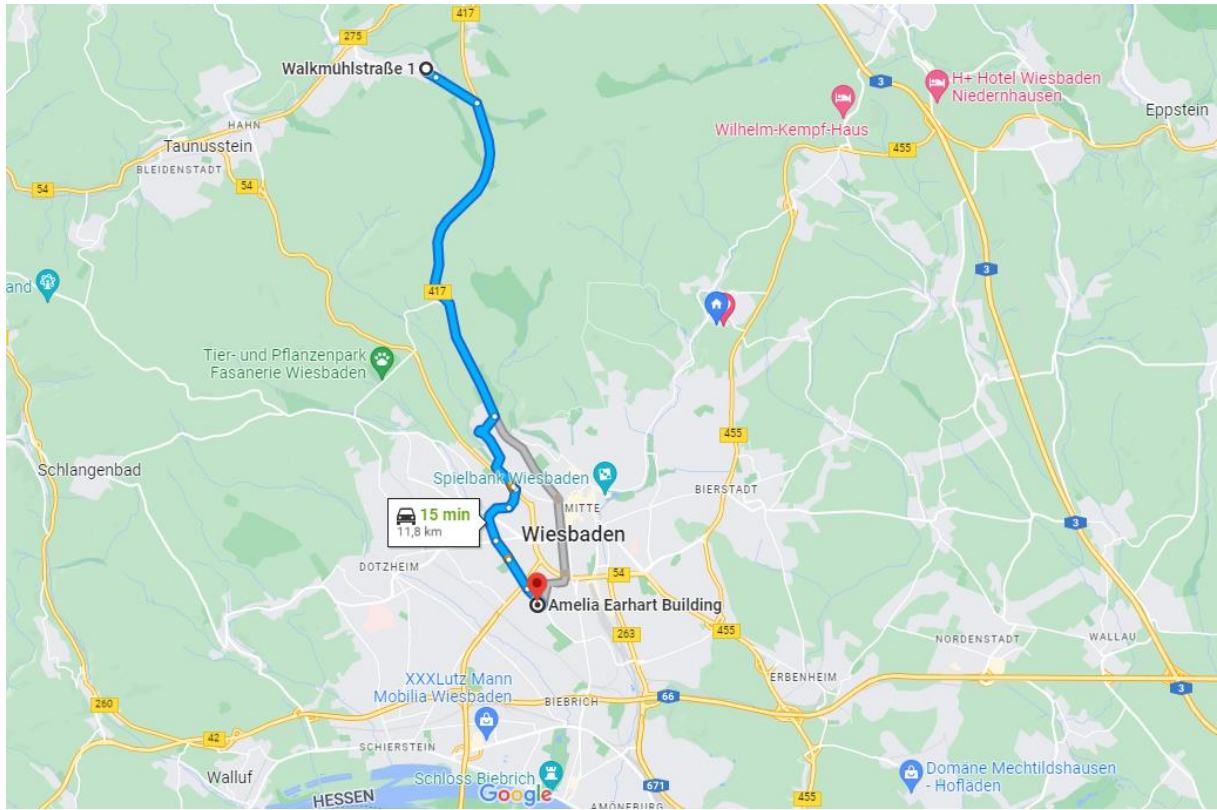 417
275
Walkmühlstraße 1
3
H+ Hotel Wiesbaden
Niedernhausen
Eppstein
HAHN
Wilhelm-Kempf-Haus
Taunusstein
455
BLEIDENSTADT
54
54
3
and
417
Tier- und Pflanzenpark
Fasanerie Wiesbaden
455
Schlangenbad
Spielbank Wiesbaden
BIERSTADT
MITTE
15 min
11,8 km
Wiesbaden
3
DOTZHEIM
54
Amelia Earhart Building
263
455
NORDENSTADT
WALLAU
XXXLutz Mann
Mobilia Wiesbaden
ERBENHEIM
66
3
BIEBRICH
260
42
SCHIERSTEIN
Walluf
Schloss Biebrich
Domäne Mechtildshausen
- Hofläden
671
Google
HESSEN
AMÖNEBURG
455